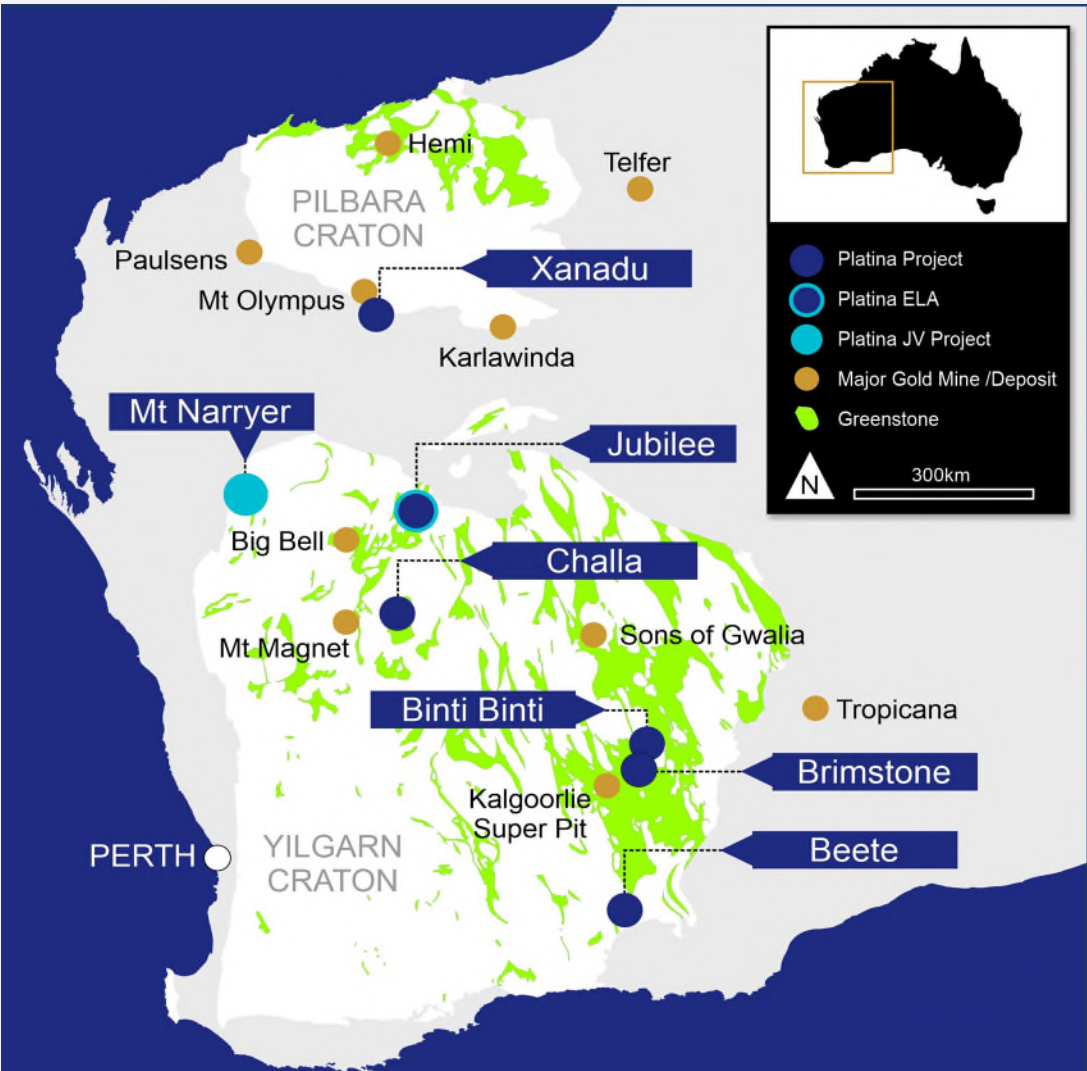 Hemi
Telfer
PILBARA
CRATON
Paulsens
Xanadu
Mt Olympus
Karlawinda
Mt Narryer
Jubilee
Big Bell
Challa
Mt Magnet
Sons of Gwalia
Binti Binti
Tropicana
Brimstone
Kalgoorlie
Super Pit
PERTH
YILGARN
CRATON
Beete
Platina Project
Platina ELA
Platina JV Project
Major Gold Mine /Deposit
Greenstone
N
300km